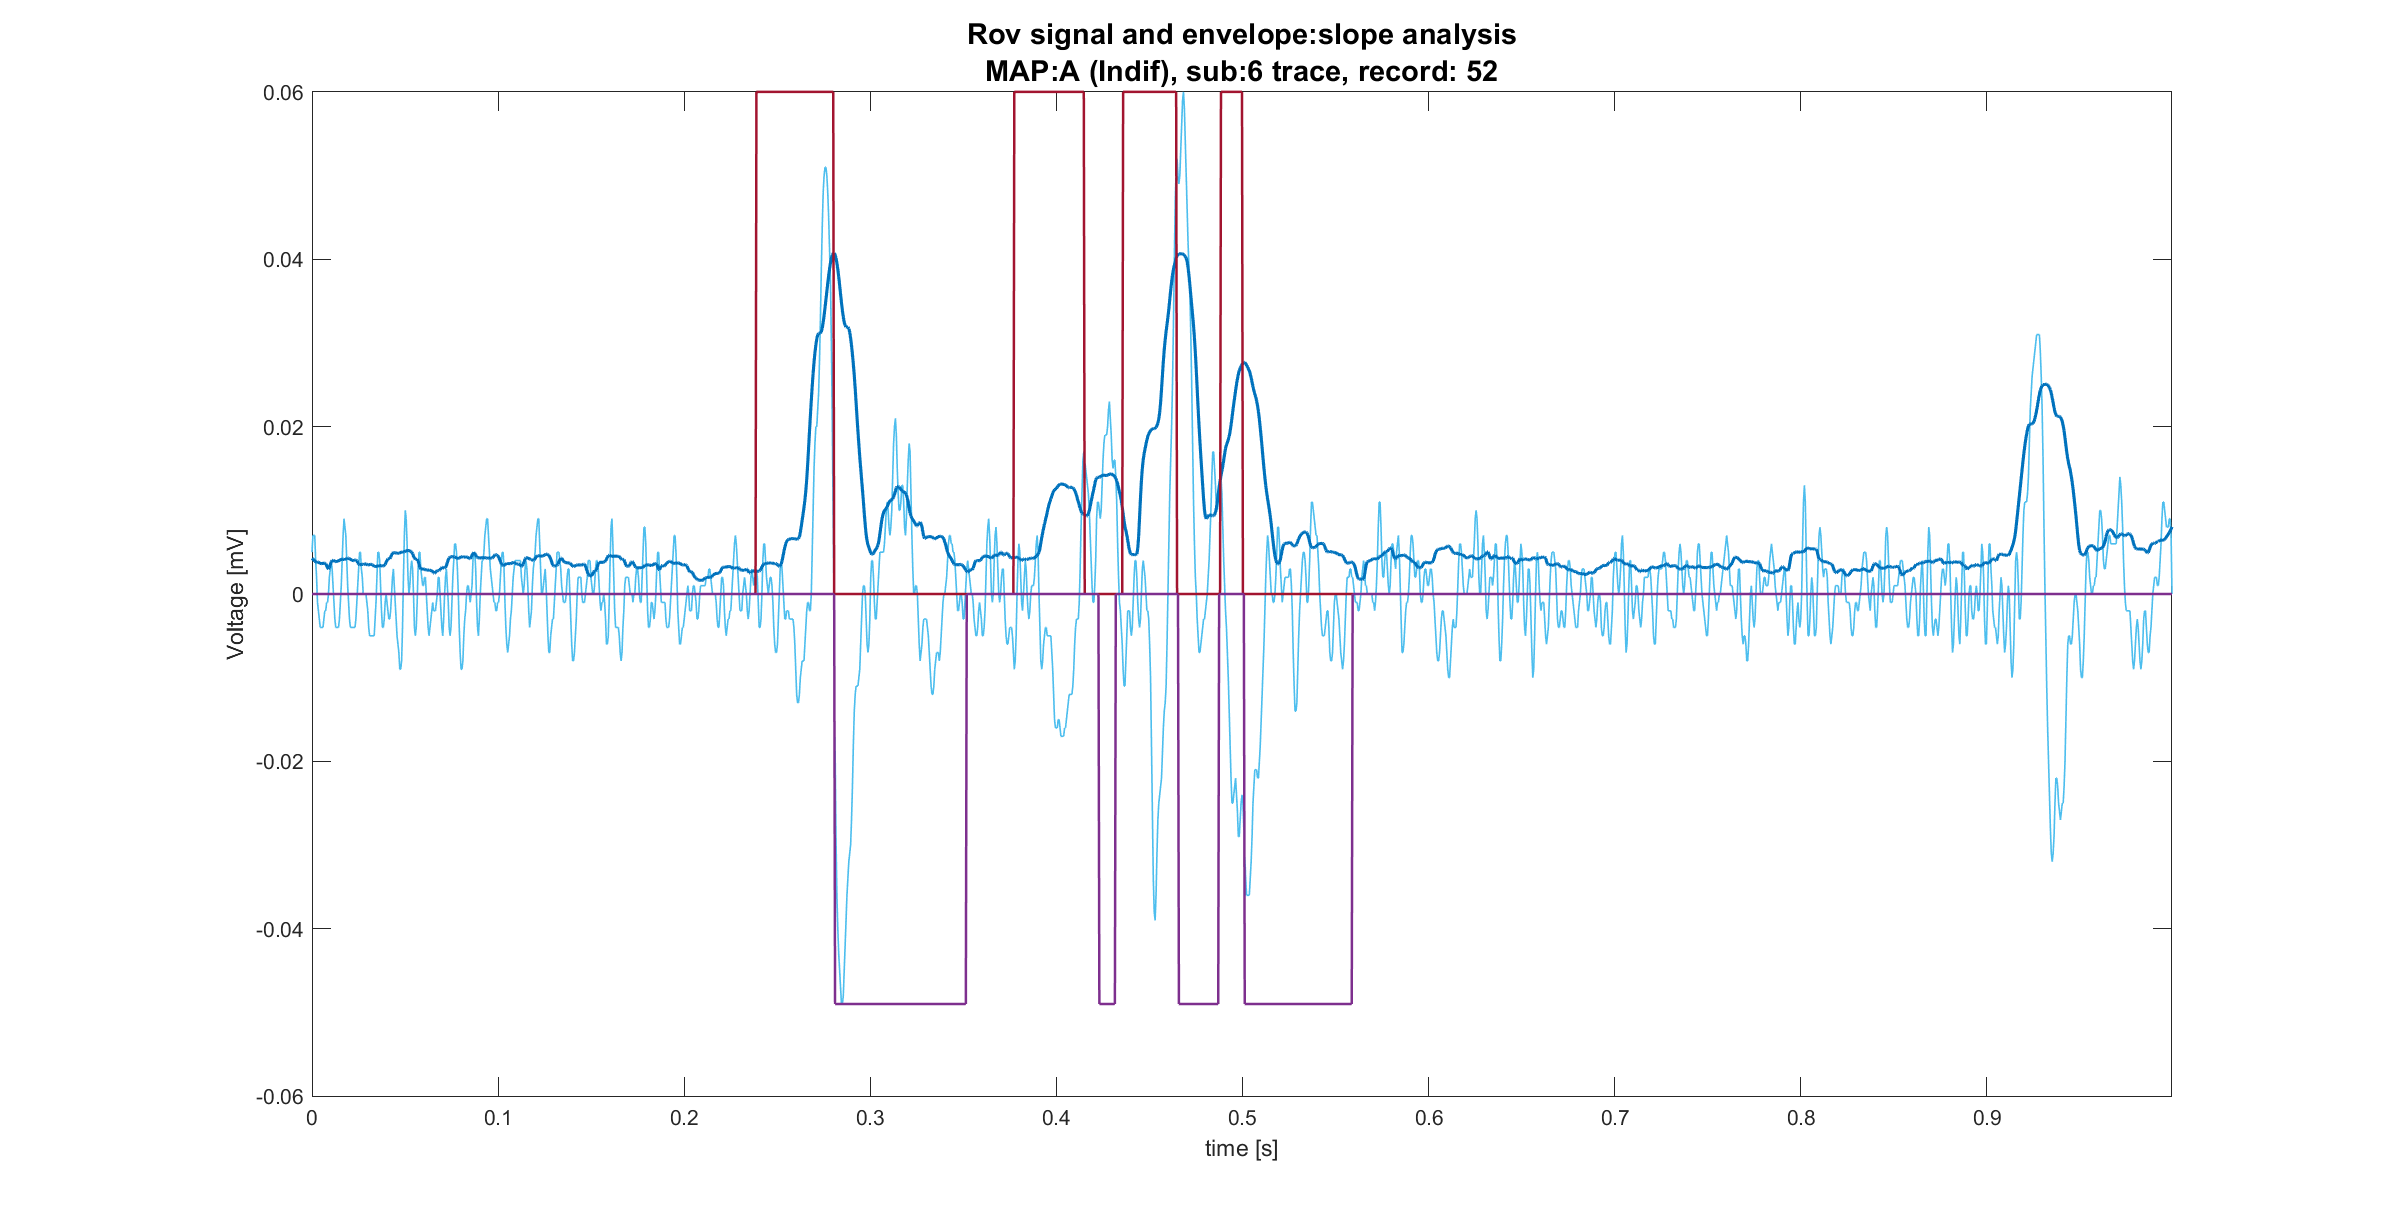 Rov signal and envelope:slope analysis
MAP:A (Indif), sub:6 trace, record: 52
0.06
0.04
0.02
0
-0.02
-0.04
-0.06
Voltage [mV]
0 0.1 0.2 0.3 0.4 0.5 0.6 0.7 0.8 0.9
time [s]